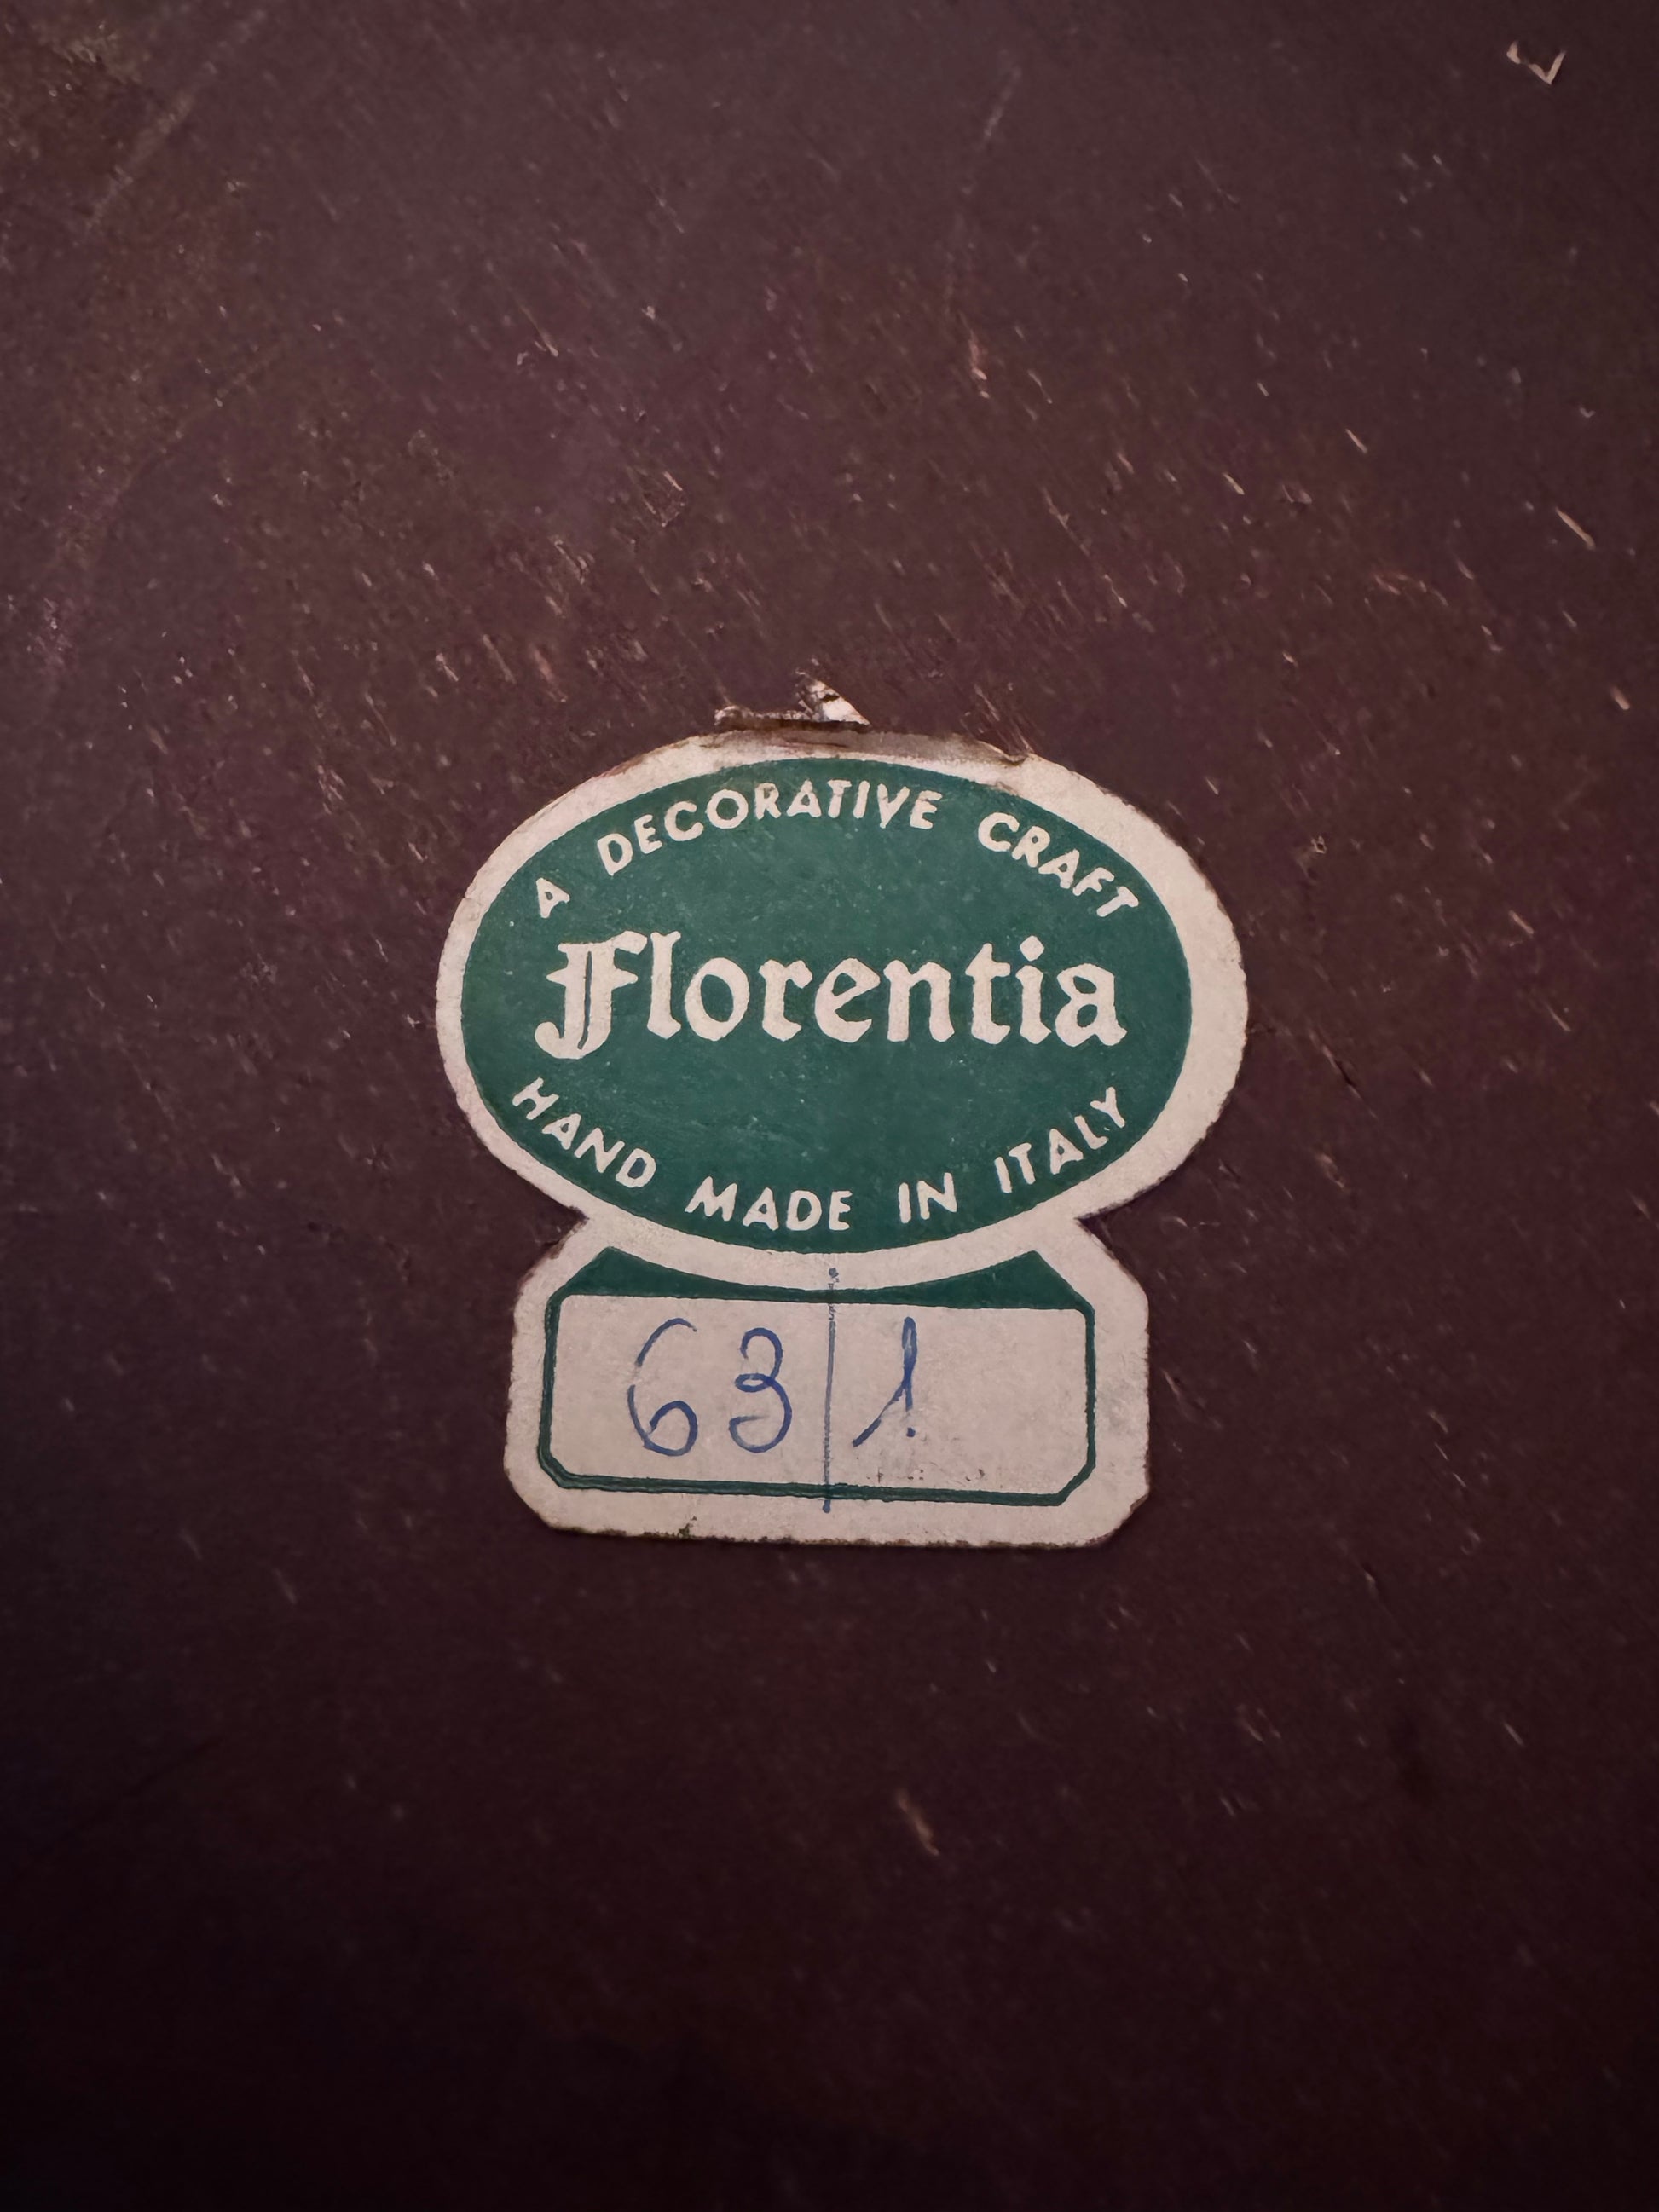 A DECORATIVE CRAFT
Florentia
HAND MADE IN ITALY
63|1